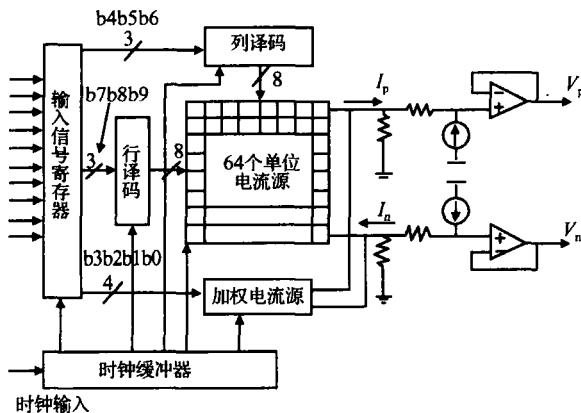 b4b5b6
3
列译码
8
b7b8b9
3
输入信号寄存器
行译码
8
64个单位
电流源
Ip
Vp
In
Vn
b3b2b1b0
4
加权电流源
时钟缓冲器
时钟输入